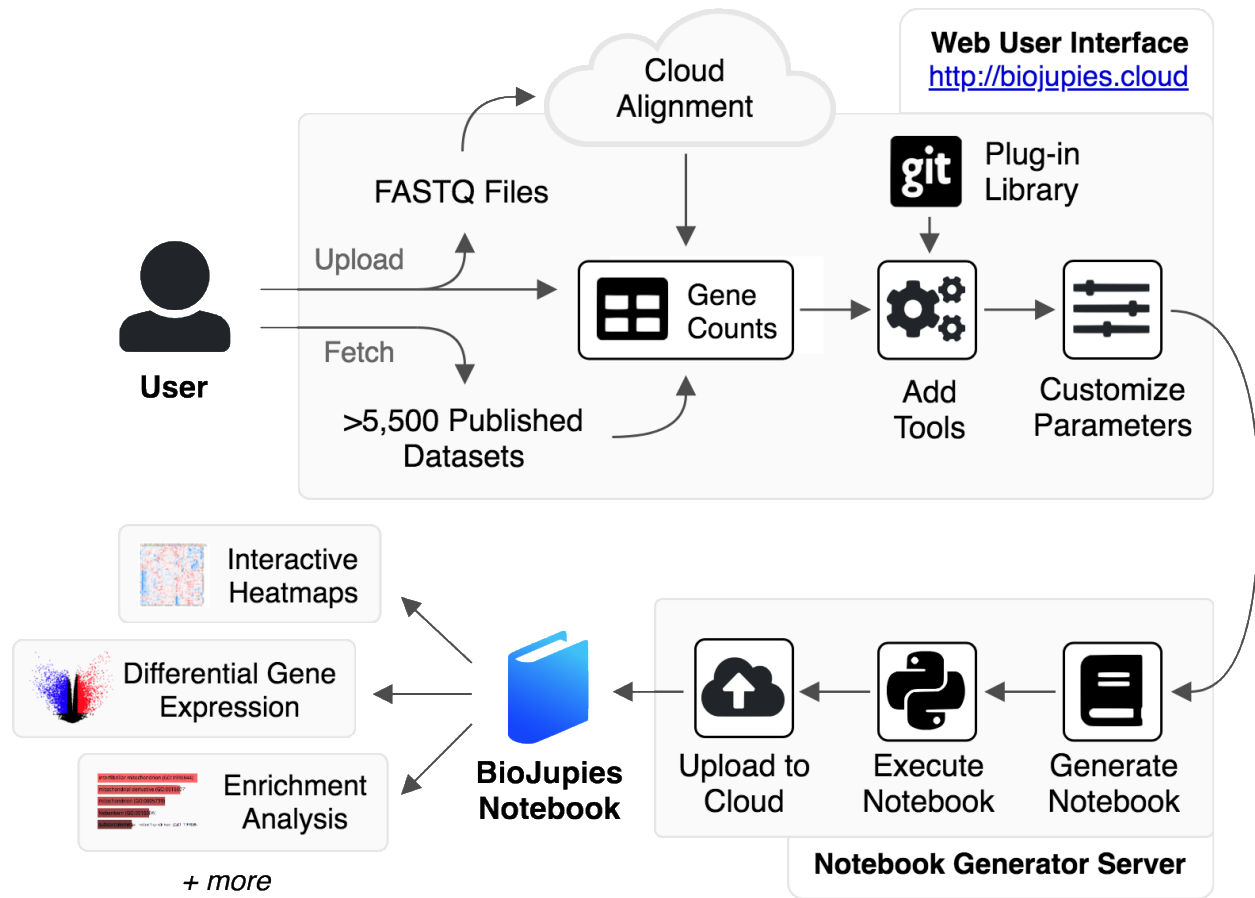 Web User Interface
http://biojupies.cloud
Cloud
Alignment
git
Plug-in
Library
FASTQ Files
Upload
Gene
Counts
Fetch
User
>5,500 Published
Datasets
Add
Tools
Customize
Parameters
Interactive
Heatmaps
Differential Gene
Expression
Enrichment
Analysis
+ more
BioJupies
Notebook
Upload to
Cloud
Execute
Notebook
Generate
Notebook
Notebook Generator Server